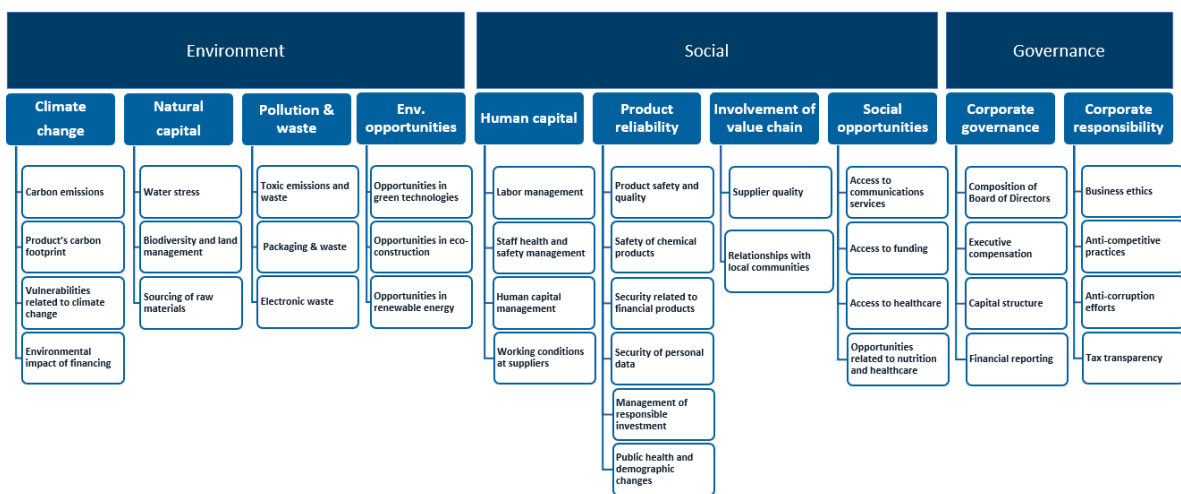 Environment
Social
Governance
Climate
change
Natural
capital
Pollution &
waste
Env.
opportunities
Human capital
Product
reliability
Involvement of
value chain
Social
opportunities
Corporate
governance
Corporate
responsibility
Carbon emissions
Product's carbon
footprint
Vulnerabilities
related to climate
change
Environmental
impact of financing
Water stress
Biodiversity and land
management
Sourcing of raw
materials
Toxic emissions and
waste
Packaging & waste
Electronic waste
Opportunities in
green technologies
Opportunities in eco-
construction
Opportunities in
renewable energy
Labor management
Staff health and
safety management
Human capital
management
Working conditions
at suppliers
Product safety and
quality
Safety of chemical
products
Security related to
financial products
Security of personal
data
Management of
responsible
investment
Public health and
demographic
changes
Supplier quality
Relationships with
local communities
Access to
communications
services
Access to funding
Access to healthcare
Opportunities
related to nutrition
and healthcare
Composition of
Board of Directors
Executive
compensation
Capital structure
Financial reporting
Business ethics
Anti-competitive
practices
Anti-corruption
efforts
Tax transparency